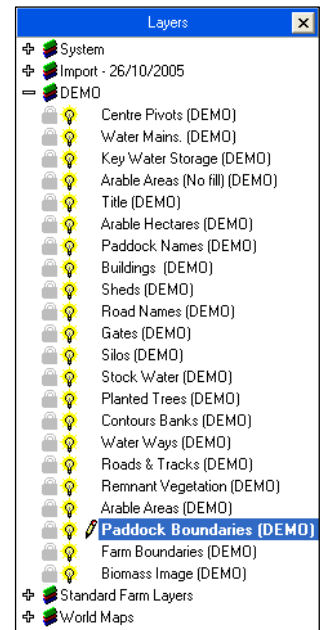 Layers
System
Import - 26/10/2005
DEMO
Centre Pivots (DEMO)
Water Mains. (DEMO)
Key Water Storage (DEMO)
Arable Areas (No fill) (DEMO)
Title (DEMO)
Arable Hectares (DEMO)
Paddock Names (DEMO)
Buildings  (DEMO)
Sheds (DEMO)
Road Names (DEMO)
Gates (DEMO)
Silos (DEMO)
Stock Water (DEMO)
Planted Trees (DEMO)
Contours Banks (DEMO)
Water Ways (DEMO)
Roads & Tracks (DEMO)
Remnant Vegetation (DEMO)
Arable Areas (DEMO)
Paddock Boundaries (DEMO)
Farm Boundaries (DEMO)
Biomass Image (DEMO)
Standard Farm Layers
World Maps